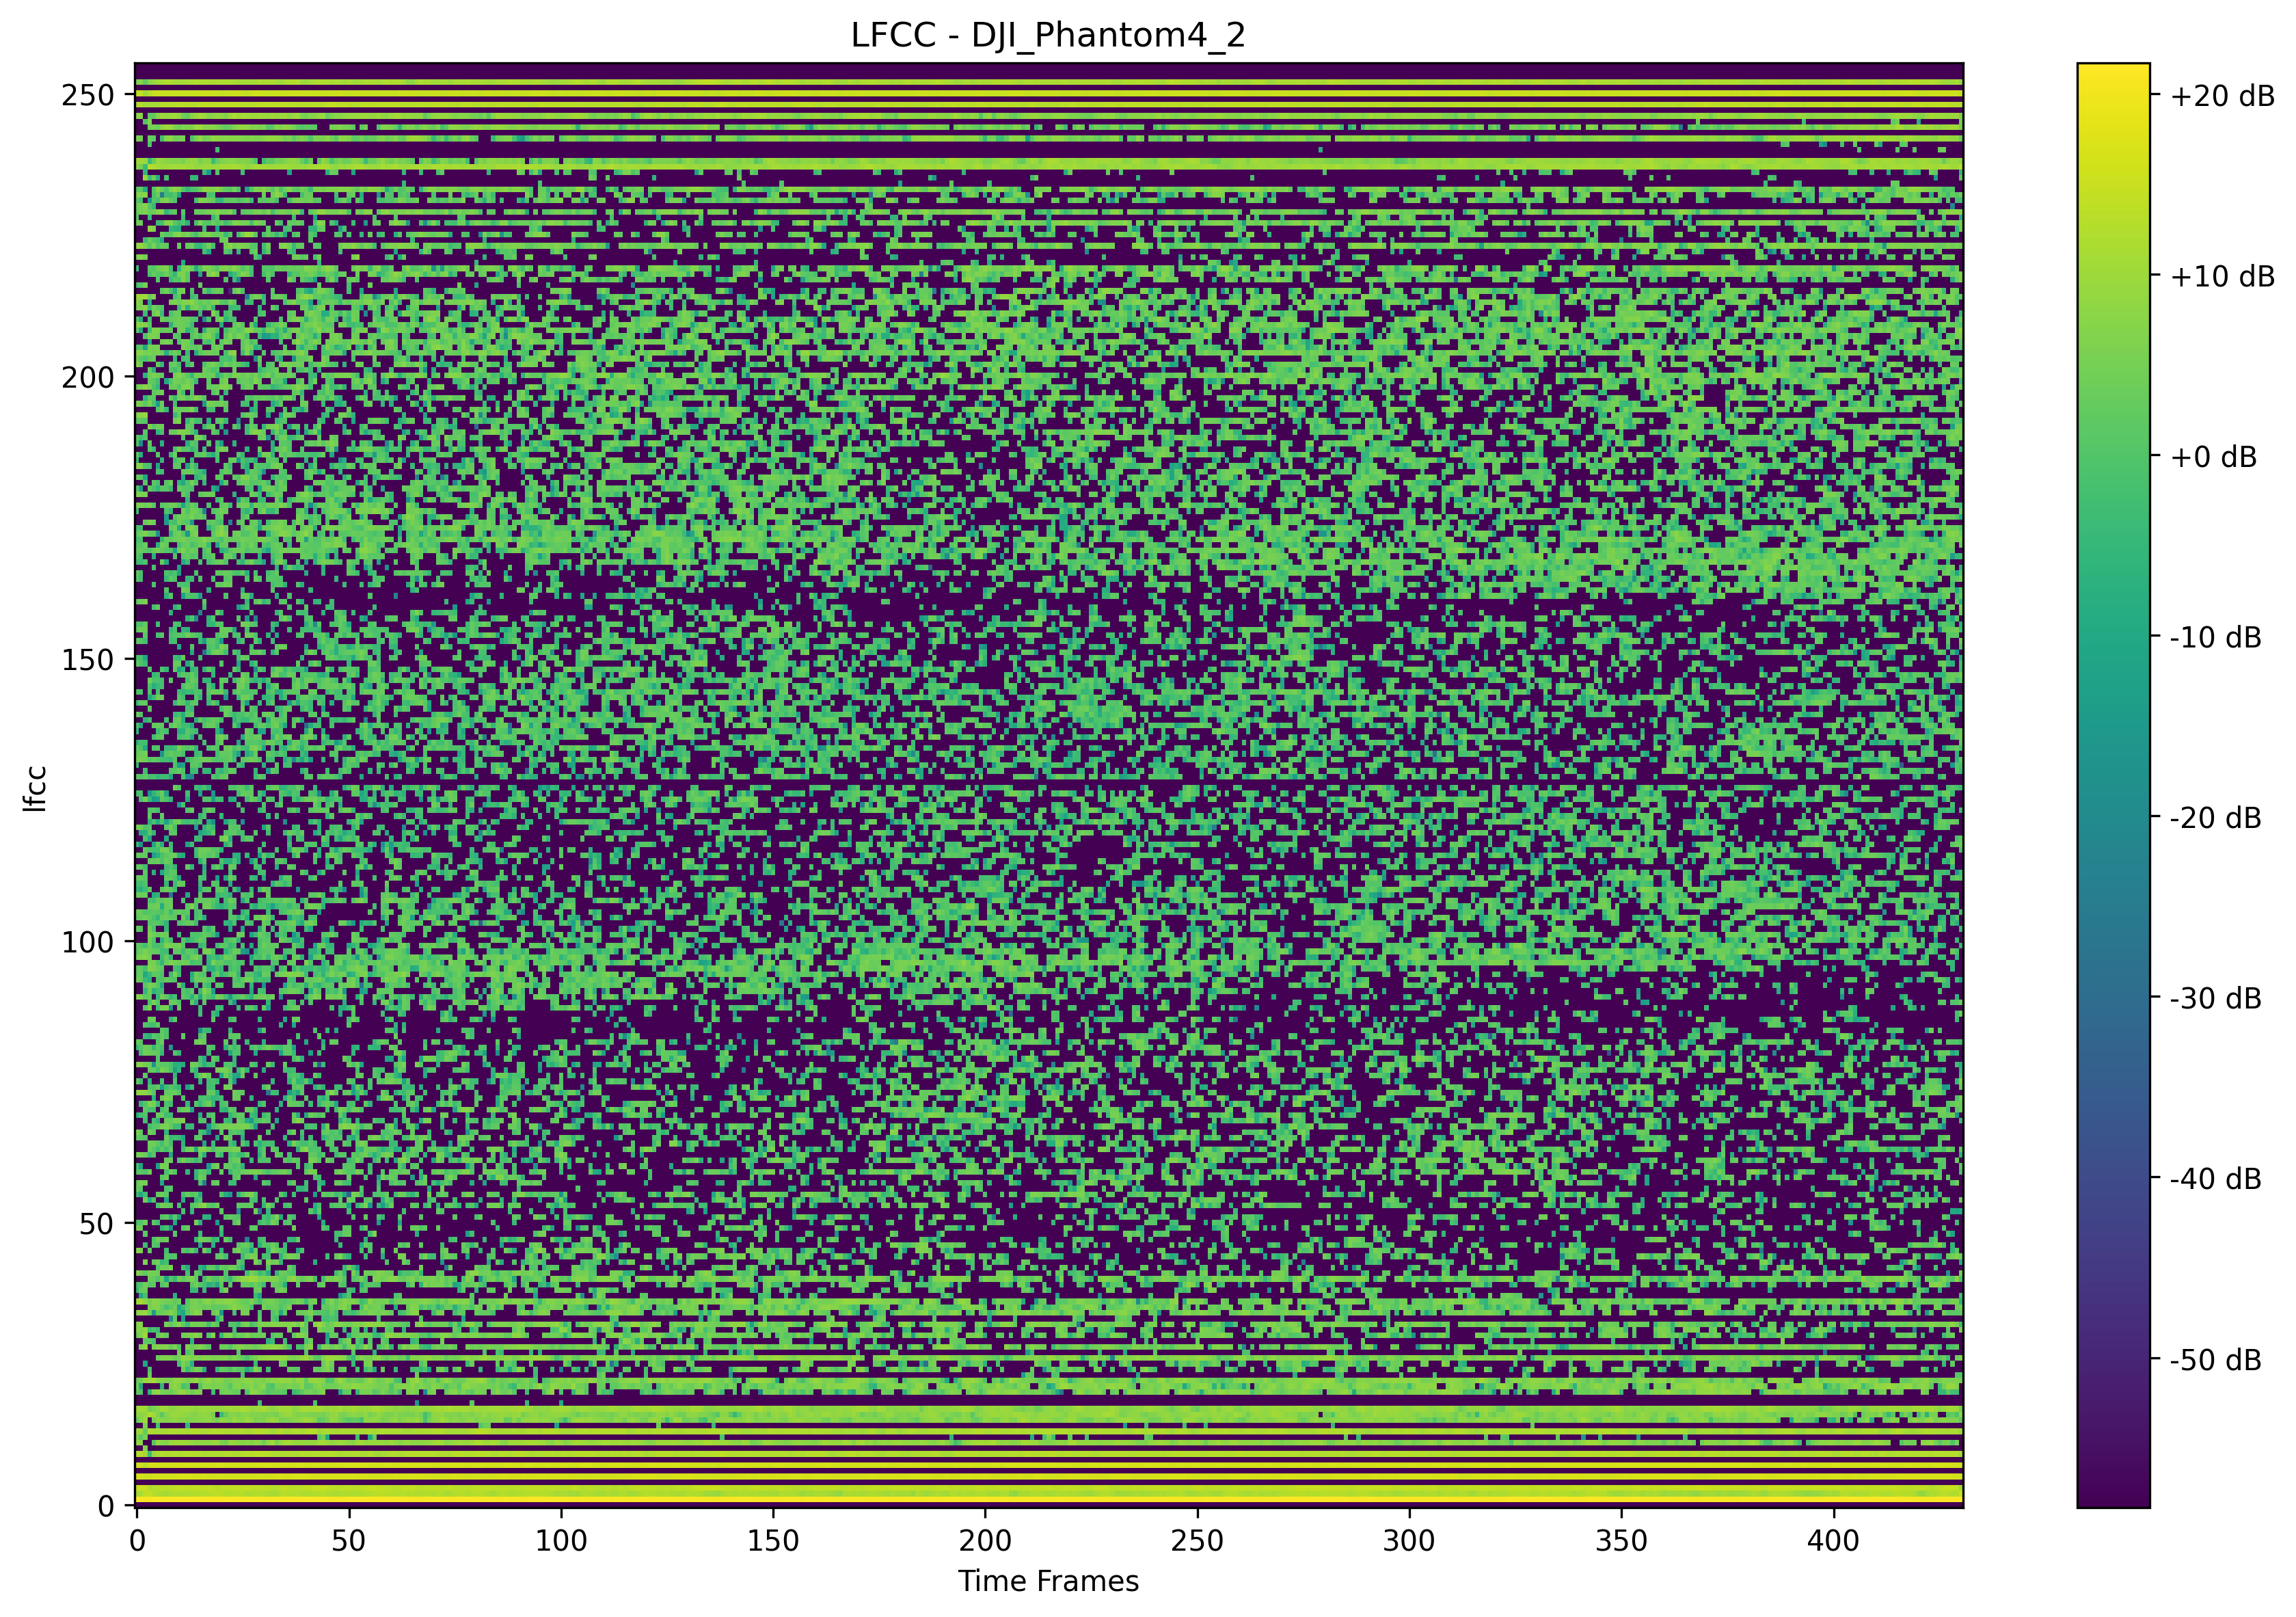 LFCC - DJI_Phantom4_2
250
200
150
100
50
0
lfcc
0 50 100 150 200 250 300 350 400
Time Frames
+20 dB
+10 dB
+0 dB
-10 dB
-20 dB
-30 dB
-40 dB
-50 dB